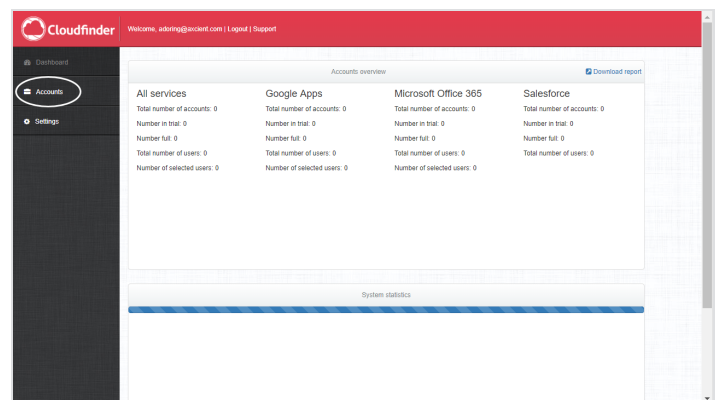 Cloudfinder
Welcome, adoring@axcient.com | Logout | Support
Dashboard
Accounts
Settings
Accounts overview
Download report
All services
Total number of accounts: 0
Number in trial: 0
Number full: 0
Total number of users: 0
Number of selected users: 0
Google Apps
Total number of accounts: 0
Number in trial: 0
Number full: 0
Total number of users: 0
Number of selected users: 0
Microsoft Office 365
Total number of accounts: 0
Number in trial: 0
Number full: 0
Total number of users: 0
Number of selected users: 0
Salesforce
Total number of accounts: 0
Number in trial: 0
Number full: 0
Total number of users: 0
System statistics